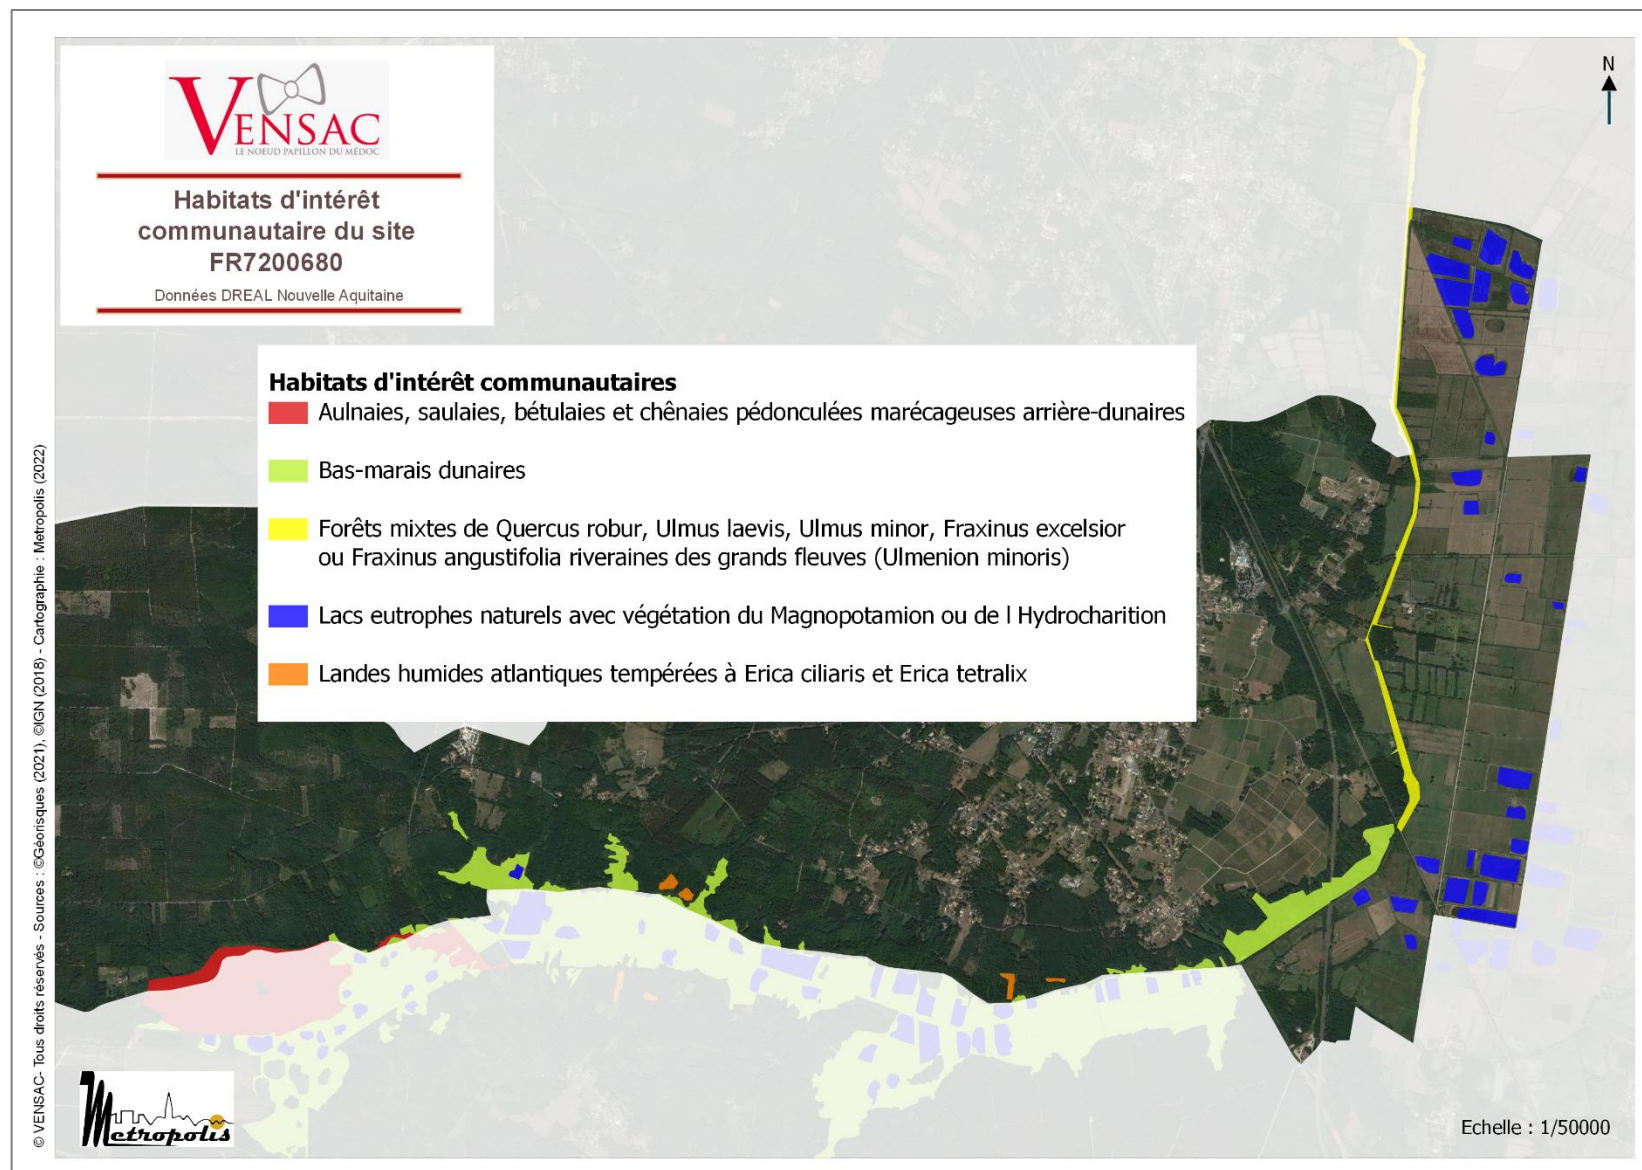 VENSAC
LE NOEUD PAPILLON DU MÉDOC
Habitats d'intérêt
communautaire du site
FR7200680
Données DREAL Nouvelle Aquitaine
N
Habitats d'intérêt communautaires
Aulnaies, saulaies, bétulaies et chênaies pédonculées marécageuses arrière-dunaires
Bas-marais dunaires
Forêts mixtes de Quercus robur, Ulmus laevis, Ulmus minor, Fraxinus excelsior
ou Fraxinus angustifolia riveraines des grands fleuves (Ulmenion minoris)
Lacs eutrophes naturels avec végétation du Magnopotamion ou de l Hydrocharition
Landes humides atlantiques tempérées à Erica ciliaris et Erica tetralix
© VENSAC- Tous droits réservés - Sources : ©Géorisques (2021), ©IGN (2018) - Cartographie : Metropolis (2022)
Metropolis
Echelle : 1/50000